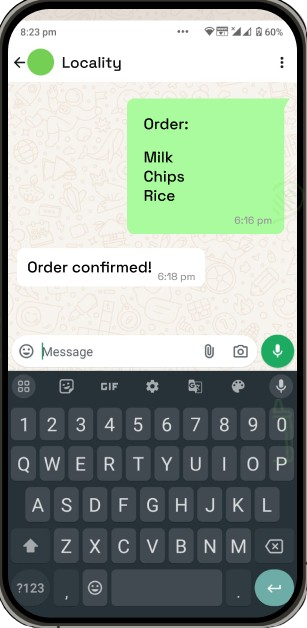 8:23 pm
60%
Locality
Order:
Milk
Chips
Rice
6:16 pm
Order confirmed!
6:18 pm
Message
GIF
1 2 3 4 5 6 7 8 9 0
Q W E R T Y U I O P
A S D F G H J K L
Z X C V B N M
?123 , .